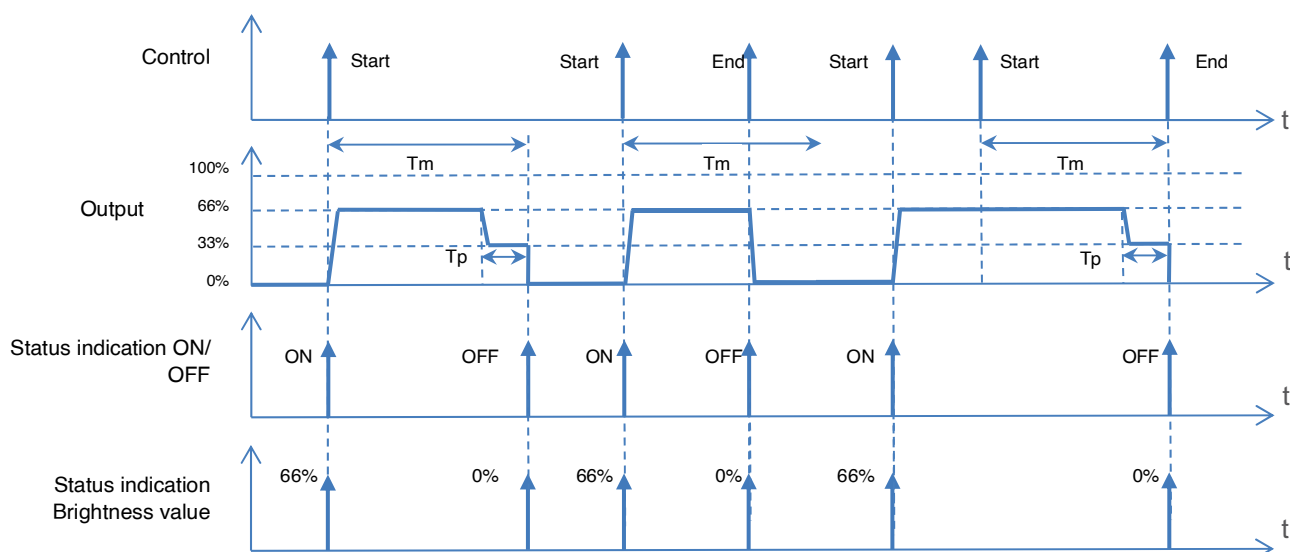 Control
Start
Start
End
Start
Start
End
t
Tm
Tm
Tm
100%
Output
66%
33%
Tp
Tp
0%
t
Status indication ON/
OFF
ON
OFF
ON
OFF
ON
OFF
t
Status indication
Brightness value
66%
0%
66%
0%
66%
0%
t